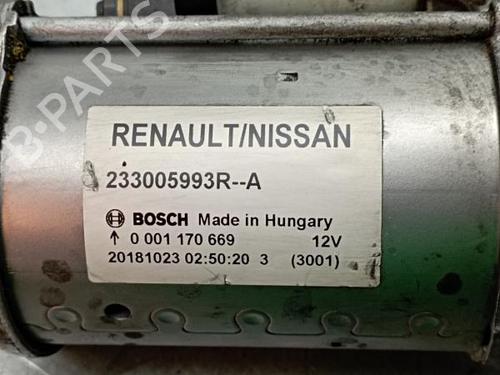 RENAULT/NISSAN
233005993R--A
BOSCH Made in Hungary
↑ 0 001 170 669 12V
20181023 02:50:20 3 (3001)
B-PARTS